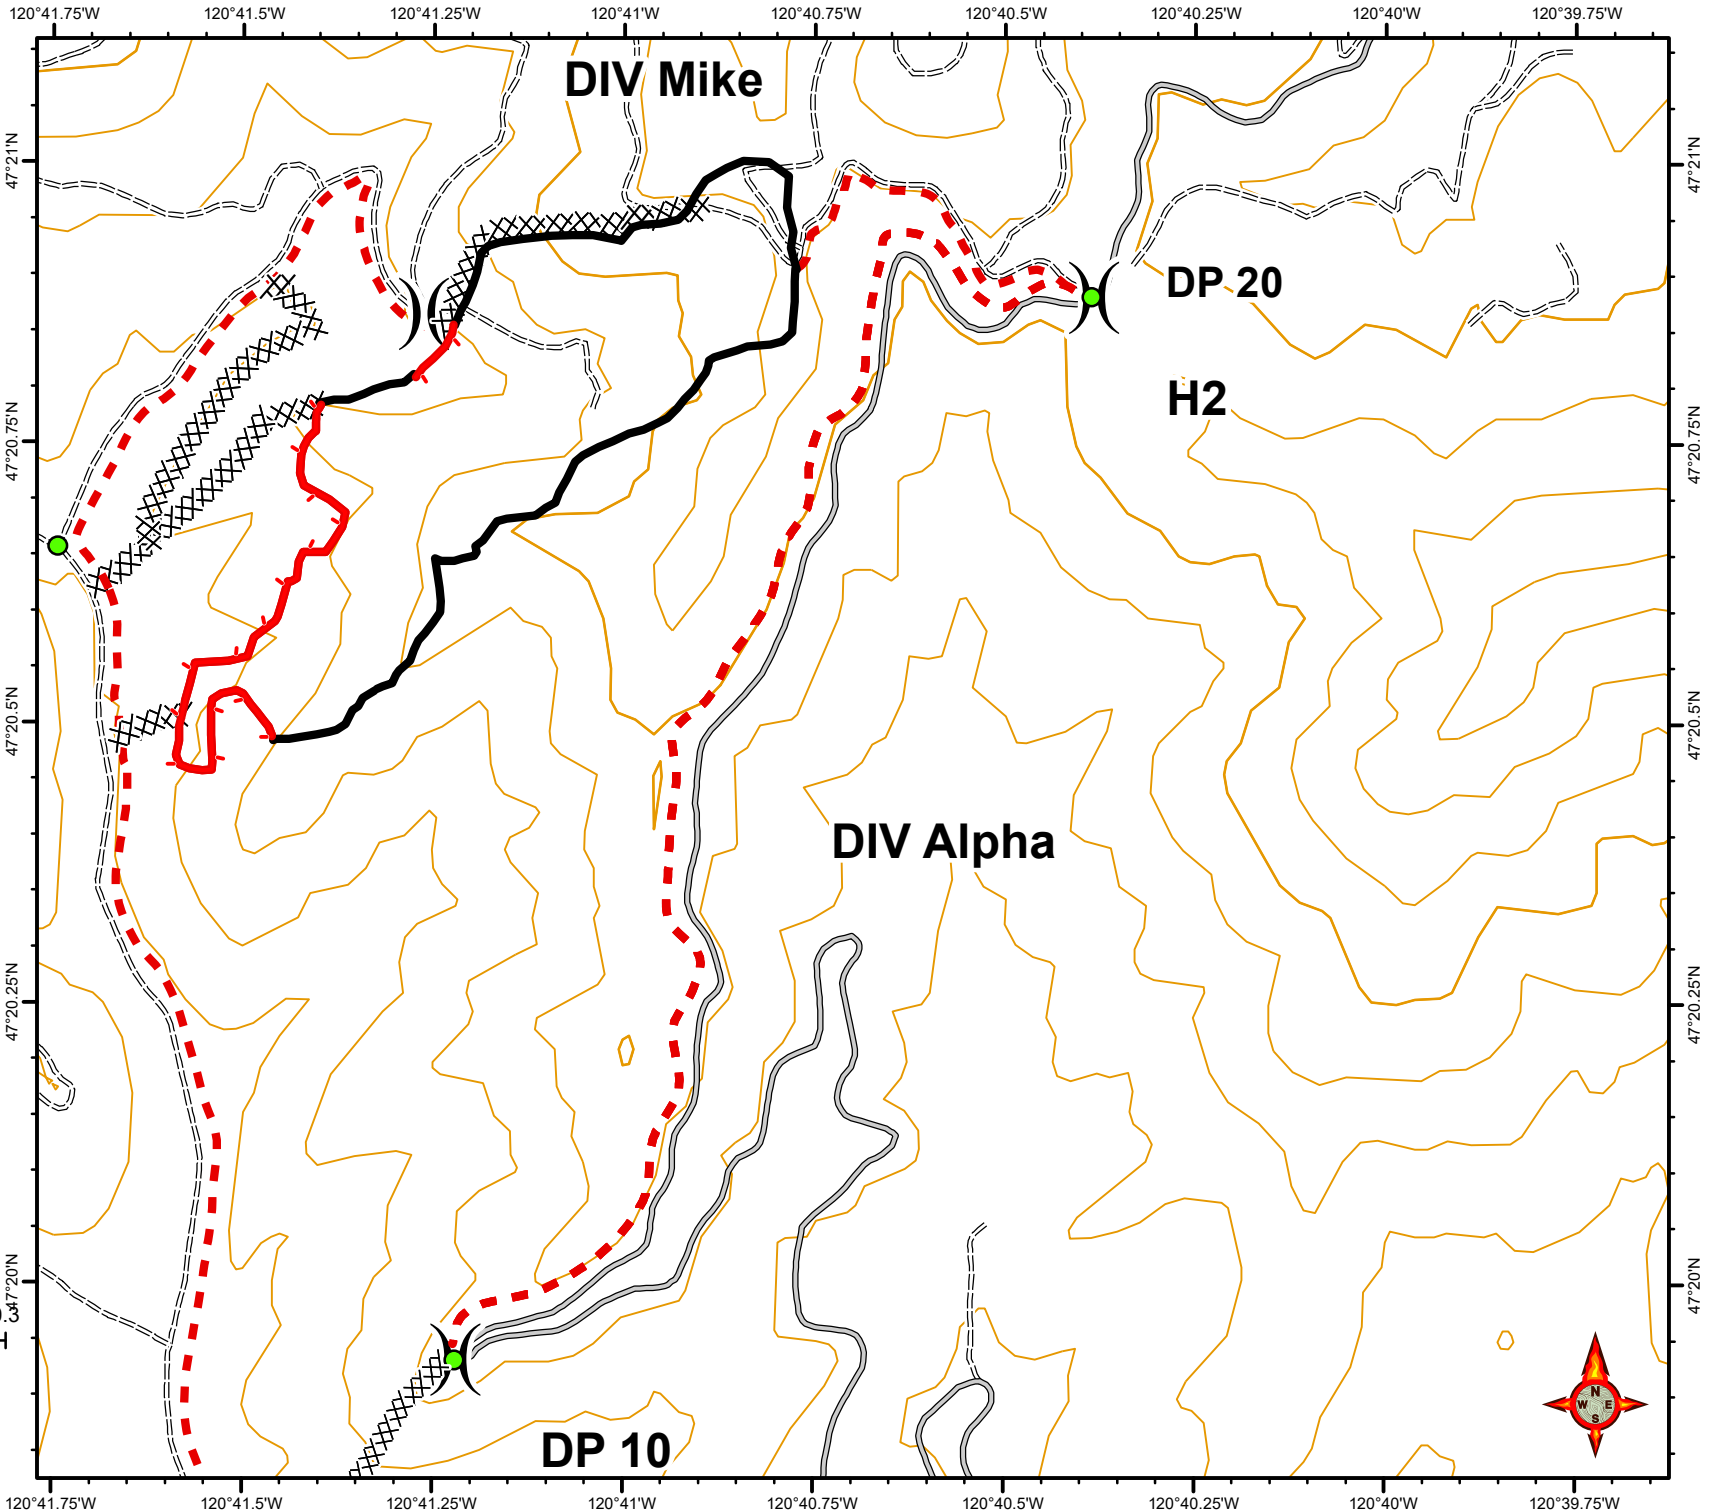 120°41.75'W 120°41.5'W 120°41.25'W 120°41'W 120°40.75'W 120°40.5'W 120°40.25'W 120°40'W 120°39.75'W
DIV Mike
47°21'N 47°21'N
DP 20
H2
47°20.75'N 47°20.75'N
47°20.5'N 47°20.5'N
DIV Alpha
47°20.25'N 47°20.25'N
47°20'N 47°20'N
N
W E
S
DP 10
120°41.75'W 120°41.5'W 120°41.25'W 120°41'W 120°40.75'W 120°40.5'W 120°40.25'W 120°40'W 120°39.75'W